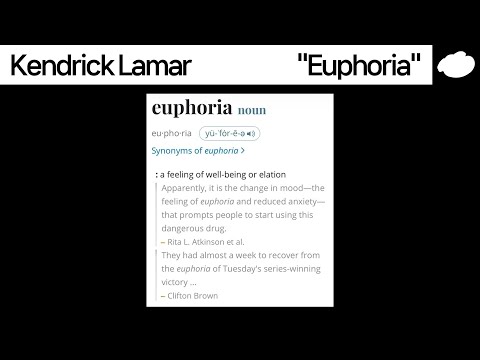 Kendrick Lamar "Euphoria"
euphoria noun
eu·pho·ria yü-ˈfȯr-ē-ə
Synonyms of euphoria
: a feeling of well-being or elation
Apparently, it is the change in mood—the
feeling of euphoria and reduced anxiety—
that prompts people to start using this
dangerous drug.
– Rita L. Atkinson et al.
They had almost a week to recover from
the euphoria of Tuesday's series-winning
victory ...
– Clifton Brown